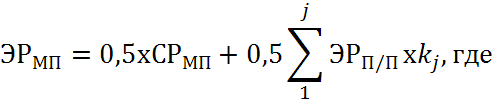 ЭР_МП = 0,5хСР_МП + 0,5 ∑_1^j ЭР_П/П х k_j, где